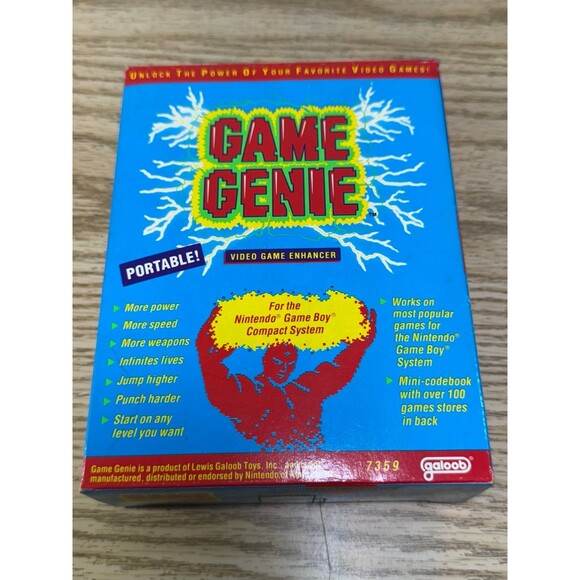 UNLOCK THE POWER OF YOUR FAVORITE VIDEO GAMES!
GAME
GENIE™
PORTABLE!
VIDEO GAME ENHANCER
For the
Nintendo® Game Boy®
Compact System
More power
More speed
More weapons
Infinites lives
Jump higher
Punch harder
Start on any
level you want
Works on
most popular
games for
the Nintendo®
Game Boy®
System
Mini-codebook
with over 100
games stores
in back
Game Genie is a product of Lewis Galoob Toys, Inc.,
manufactured, distributed or endorsed by Nintendo of
7359
galoob®